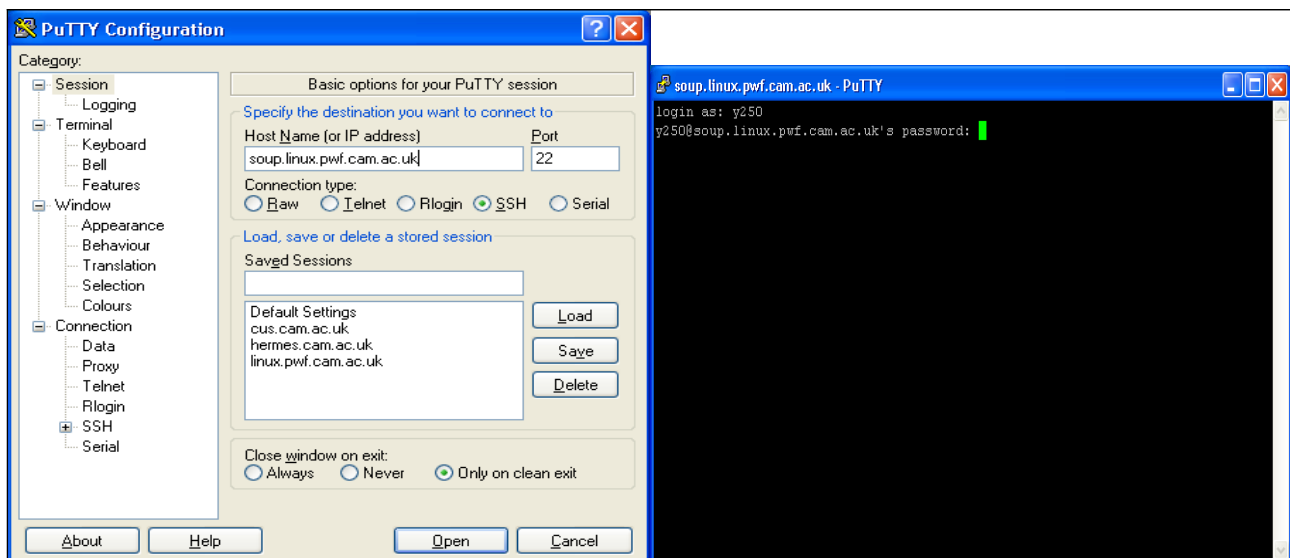 PuTTY Configuration
Category:
Session
Logging
Terminal
Keyboard
Bell
Features
Window
Appearance
Behaviour
Translation
Selection
Colours
Connection
Data
Proxy
Telnet
Rlogin
SSH
Serial
Basic options for your PuTTY session
Specify the destination you want to connect to
Host Name (or IP address) Port
soup.linux.pwf.cam.ac.uk 22
Connection type:
Raw Telnet Rlogin SSH Serial
Load, save or delete a stored session
Saved Sessions
Default Settings
cus.cam.ac.uk
hermes.cam.ac.uk
linux.pwf.cam.ac.uk
Load
Save
Delete
Close window on exit:
Always Never Only on clean exit
About Help Open Cancel
soup.linux.pwf.cam.ac.uk - PuTTY
login as: y250
y250@soup.linux.pwf.cam.ac.uk's password: